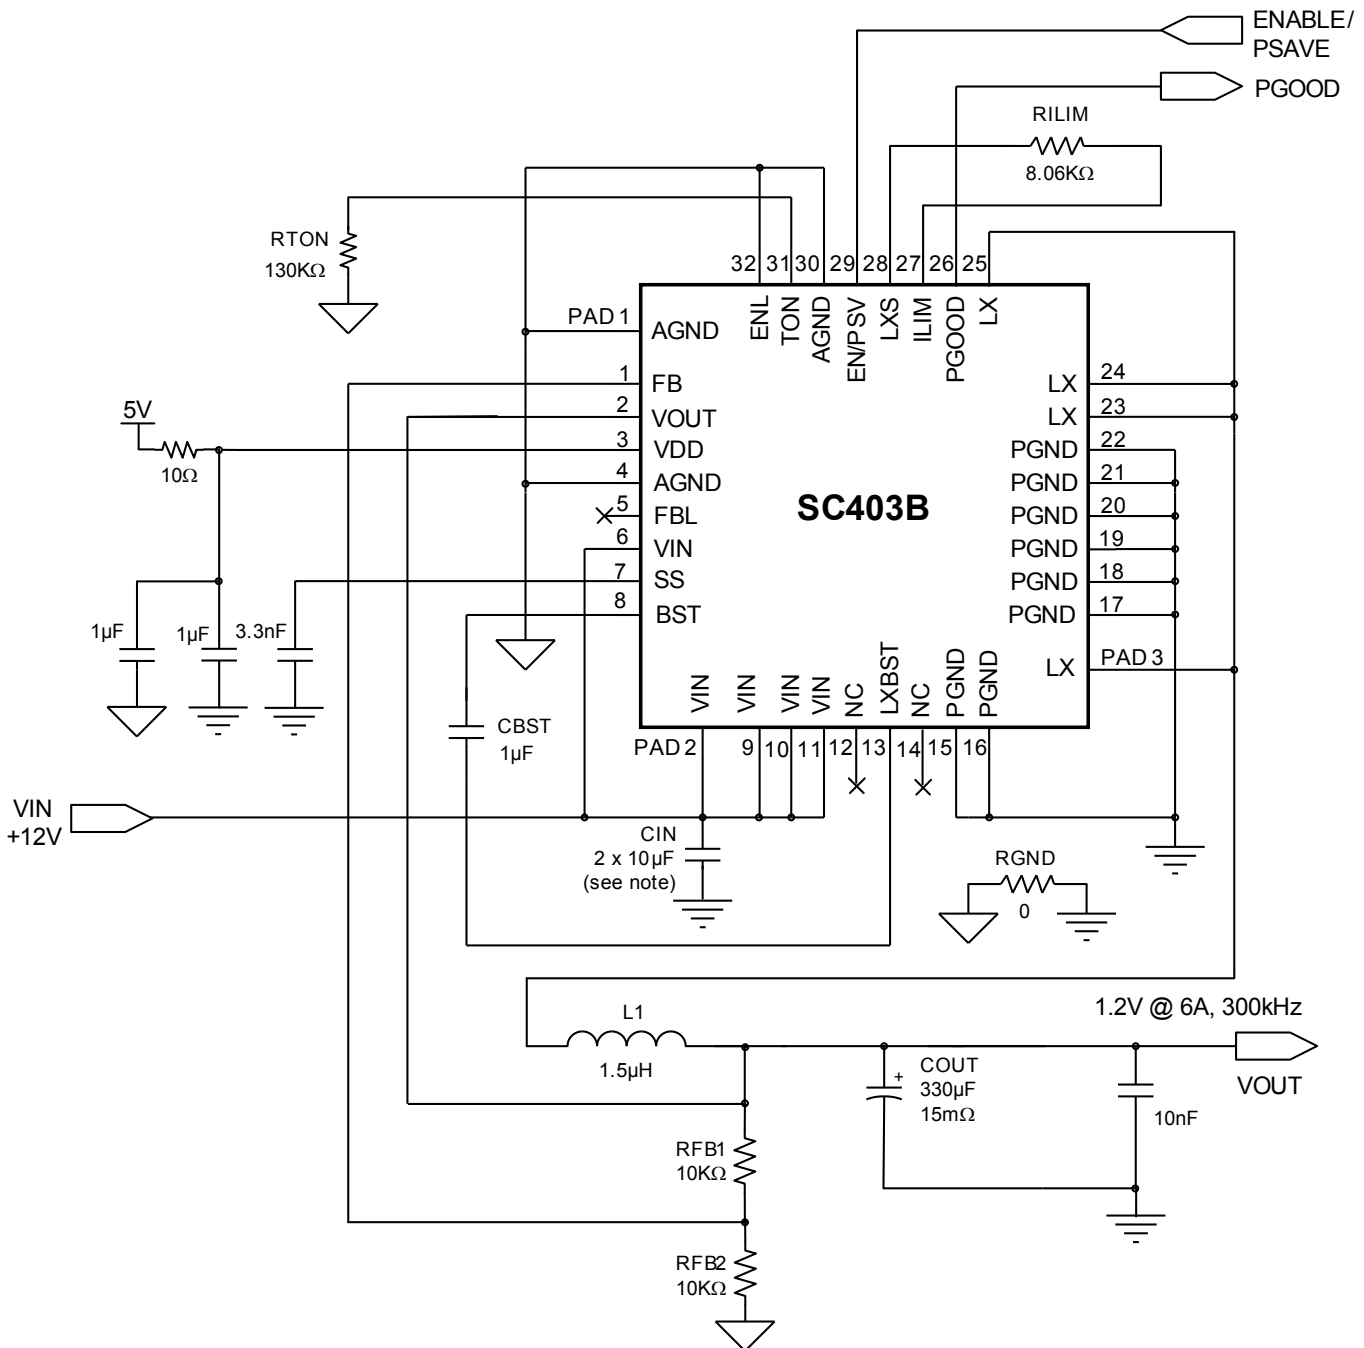 ENABLE/
PSAVE
PGOOD
RILIM
8.06KΩ
RTON
130KΩ
32 31 30 29 28 27 26 25
ENL
TON
AGND
EN/PSV
LXS
ILIM
PGOOD
LX
PAD 1 AGND
1 FB
2 VOUT
5V
10Ω
3 VDD
4 AGND
5 FBL
6 VIN
7 SS
8 BST
SC403B
LX 24
LX 23
PGND 22
PGND 21
PGND 20
PGND 19
PGND 18
PGND 17
LX PAD 3
1µF
1µF
3.3nF
CBST
1µF
VIN
VIN
VIN
VIN
NC
LXBST
NC
PGND
PGND
PAD 2 9 10 11 12 13 14 15 16
VIN
+12V
CIN
2 x 10µF
(see note)
RGND
0
1.2V @ 6A, 300kHz
L1
1.5µH
COUT
+
330µF
15mΩ
10nF
VOUT
RFB1
10KΩ
RFB2
10KΩ